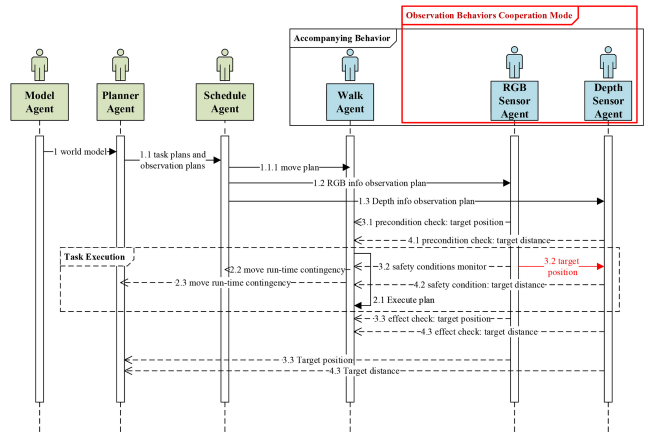 Observation Behaviors Cooperation Mode
Accompanying Behavior
Model
Agent
Planner
Agent
Schedule
Agent
Walk
Agent
RGB
Sensor
Agent
Depth
Sensor
Agent
1 world model
1.1 task plans and
observation plans
1.1.1 move plan
1.2 RGB info observation plan
1.3 Depth info observation plan
3.1 precondition check: target position
4.1 precondition check: target distance
Task Execution
3.2 target
position
2.2 move run-time contingency
3.2 safety conditions monitor
2.3 move run-time contingency
4.2 safety condition: target distance
2.1 Execute plan
3.3 effect check: target position
4.3 effect check: target distance
3.3 Target position
4.3 Target distance